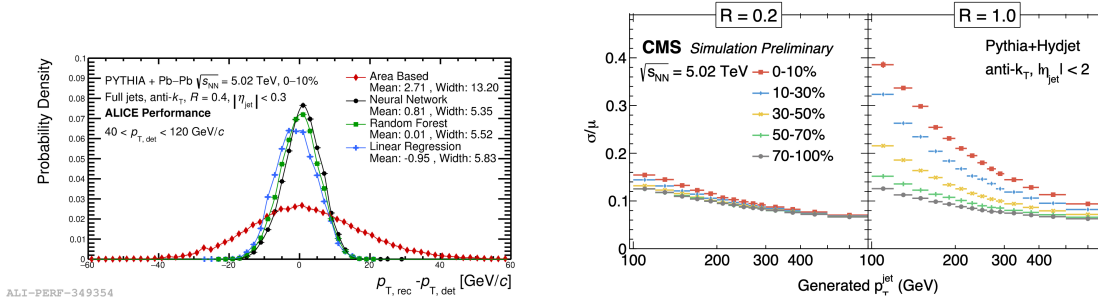 Probability Density
0.1
0.09
0.08
0.07
0.06
0.05
0.04
0.03
0.02
0.01
0
PYTHIA + Pb–Pb √sNN = 5.02 TeV, 0–10%
Full jets, anti-kT, R = 0.4, |ηjet| < 0.3
ALICE Performance
40 < pT, det < 120 GeV/c
Area Based
Mean: 2.71 , Width: 13.20
Neural Network
Mean: 0.81 , Width: 5.35
Random Forest
Mean: 0.01 , Width: 5.52
Linear Regression
Mean: -0.95 , Width: 5.83
−60 −40 −20 0 20 40 60
pT, rec -pT, det [GeV/c]
ALI-PERF-349354
R = 0.2
R = 1.0
σ/μ
0.4
0.3
0.2
0.1
0
CMS Simulation Preliminary
√sNN = 5.02 TeV
0-10%
10-30%
30-50%
50-70%
70-100%
Pythia+Hydjet
anti-kT, |ηjet| < 2
100 200 300 400 100 200 300 400
Generated pTjet (GeV)